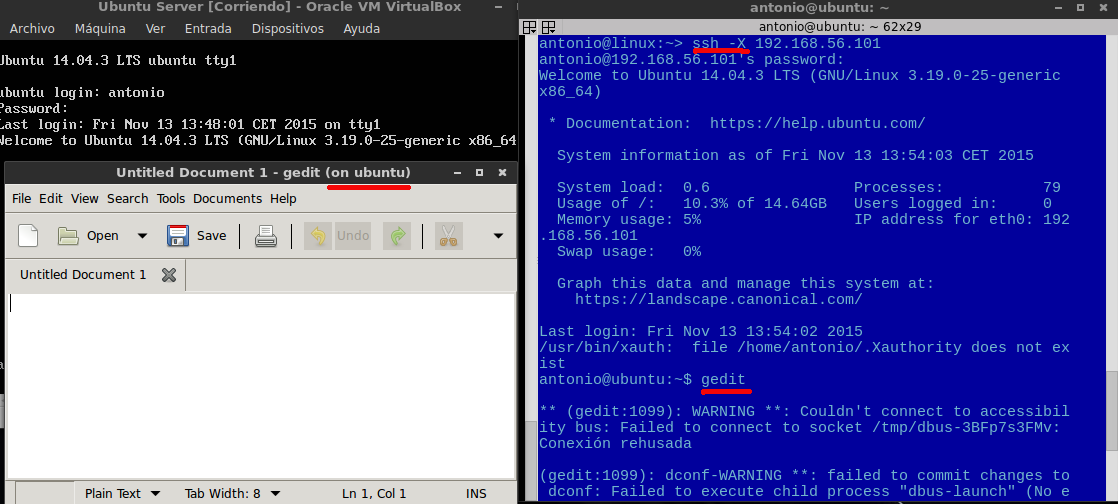 Ubuntu Server [Corriendo] - Oracle VM VirtualBox
Archivo Máquina Ver Entrada Dispositivos Ayuda
Ubuntu 14.04.3 LTS ubuntu tty1
ubuntu login: antonio
Password:
Last login: Fri Nov 13 13:48:01 CET 2015 on tty1
Welcome to Ubuntu 14.04.3 LTS (GNU/Linux 3.19.0-25-generic x86_64
Untitled Document 1 - gedit (on ubuntu)
File Edit View Search Tools Documents Help
Open Save Undo
Untitled Document 1
Plain Text Tab Width: 8 Ln 1, Col 1 INS
antonio@ubuntu: ~
antonio@ubuntu: ~ 62x29
antonio@linux:~> ssh -X 192.168.56.101
antonio@192.168.56.101's password:
Welcome to Ubuntu 14.04.3 LTS (GNU/Linux 3.19.0-25-generic
x86_64)
* Documentation: https://help.ubuntu.com/
System information as of Fri Nov 13 13:54:03 CET 2015
System load: 0.6 Processes: 79
Usage of /: 10.3% of 14.64GB Users logged in: 0
Memory usage: 5% IP address for eth0: 192
.168.56.101
Swap usage: 0%
Graph this data and manage this system at:
https://landscape.canonical.com/
Last login: Fri Nov 13 13:54:02 2015
/usr/bin/xauth: file /home/antonio/.Xauthority does not ex
ist
antonio@ubuntu:~$ gedit
** (gedit:1099): WARNING **: Couldn't connect to accessibil
ity bus: Failed to connect to socket /tmp/dbus-3BFp7s3FMv:
Conexión rehusada
(gedit:1099): dconf-WARNING **: failed to commit changes to
dconf: Failed to execute child process "dbus-launch" (No e